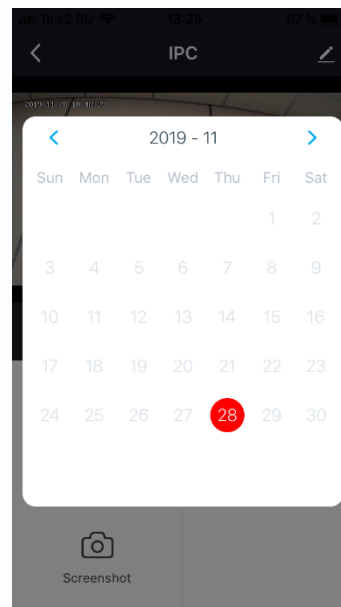 Tele2 RU 13:25 67 %
IPC
2019 - 11
Sun Mon Tue Wed Thu Fri Sat
1 2
3 4 5 6 7 8 9
10 11 12 13 14 15 16
17 18 19 20 21 22 23
24 25 26 27 28 29 30
Screenshot